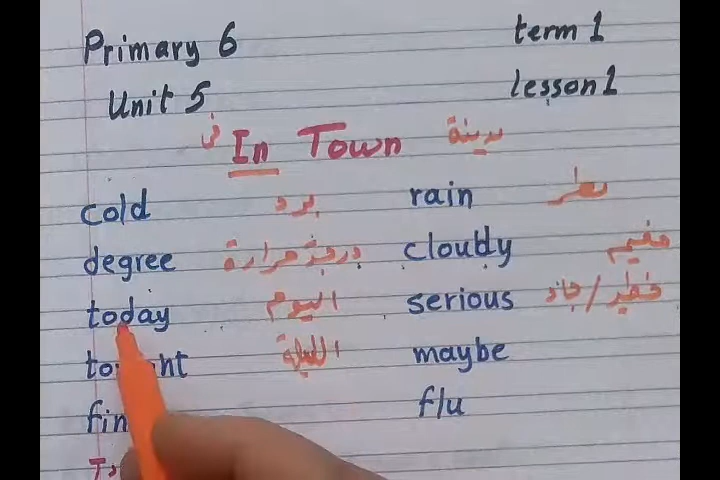 Primary 6 term 1
Unit 5 lesson 1
فى In Town مدينة
cold برد rain مطر
degree درجة حرارة cloudy مغيم
today اليوم serious خطير/جاد
الليلة maybe
flu